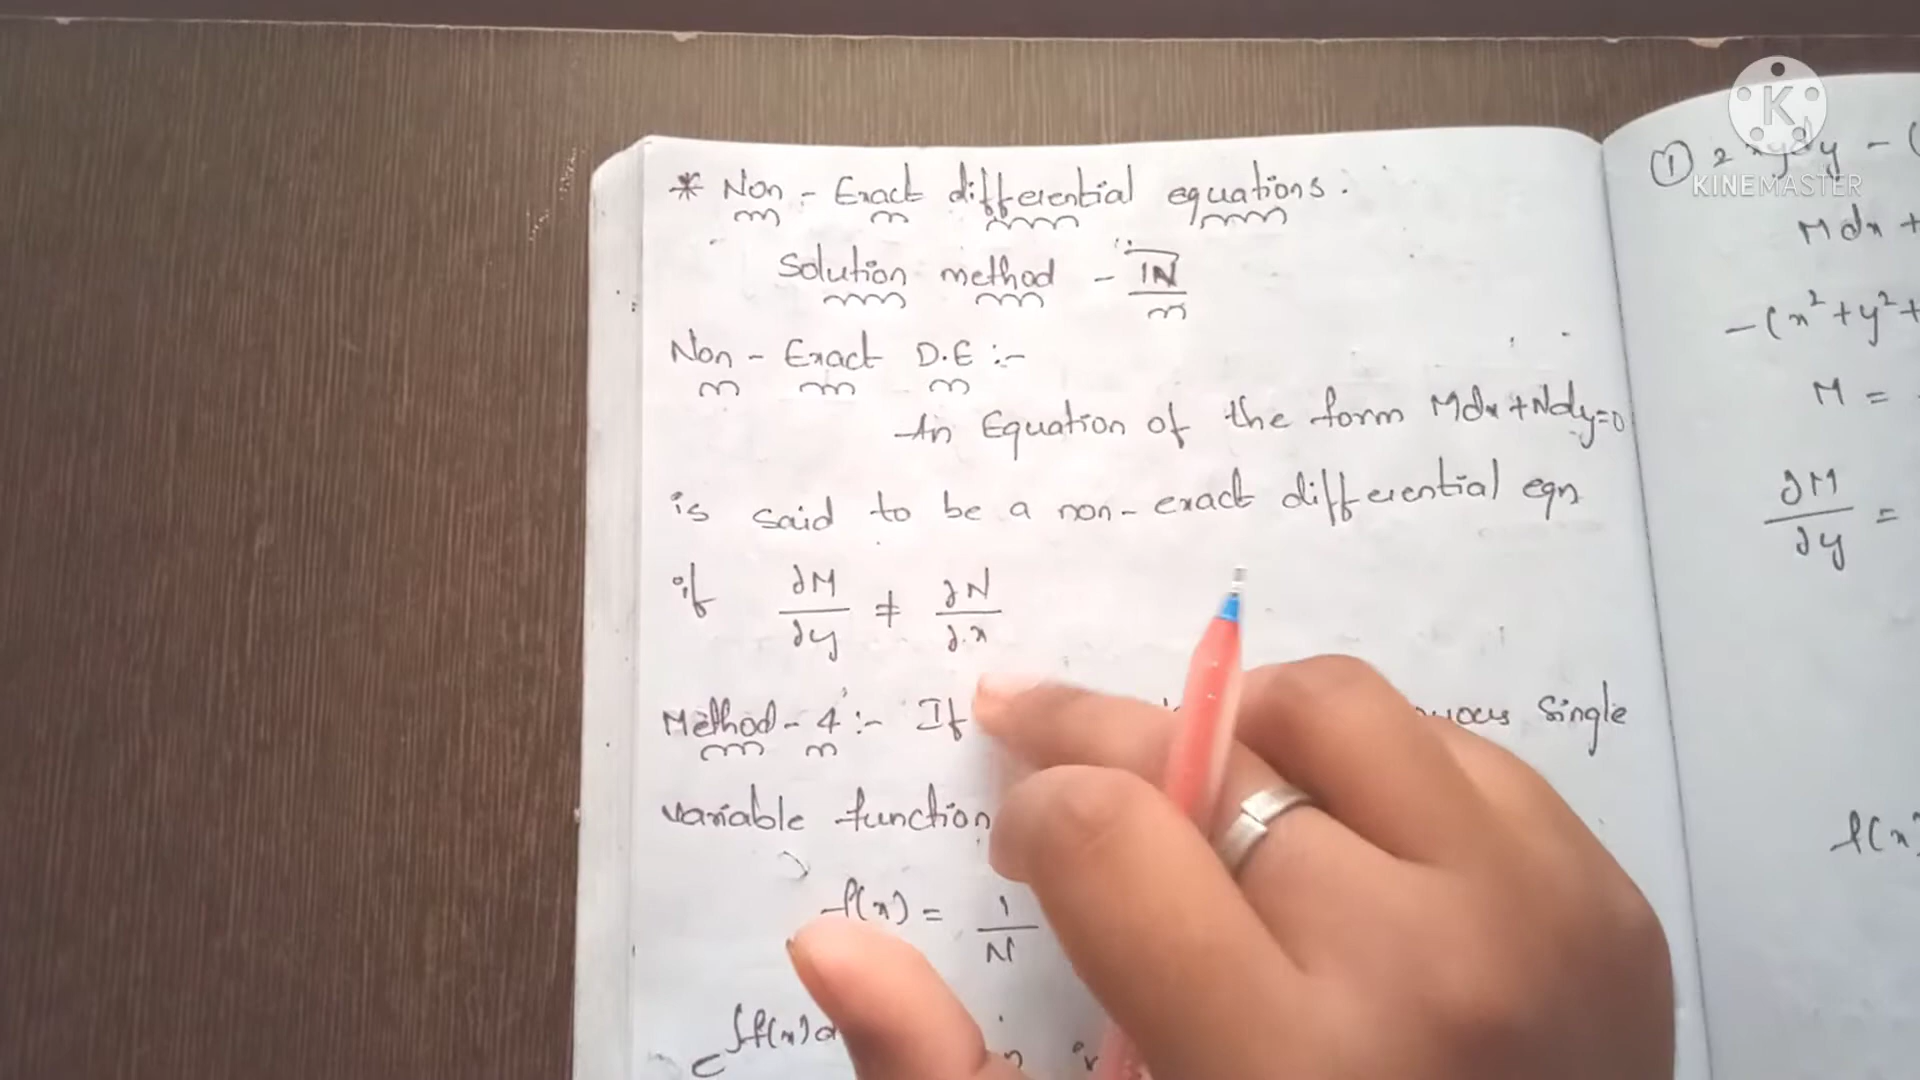 * Non - Exact differential equations.
Solution method - IV
Non - Exact D.E :-
An Equation of the form Mdx+Ndy=0
is said to be a non-exact differential eqn
if ∂M/∂y ≠ ∂N/∂x
Method - 4 :- If single
variable function
f(x) = 1/N
e^∫f(x)d
① 2xydy - (
Mdx +
-(x²+y²+
M =
∂M/∂y =
f(x)
K
KINEMASTER